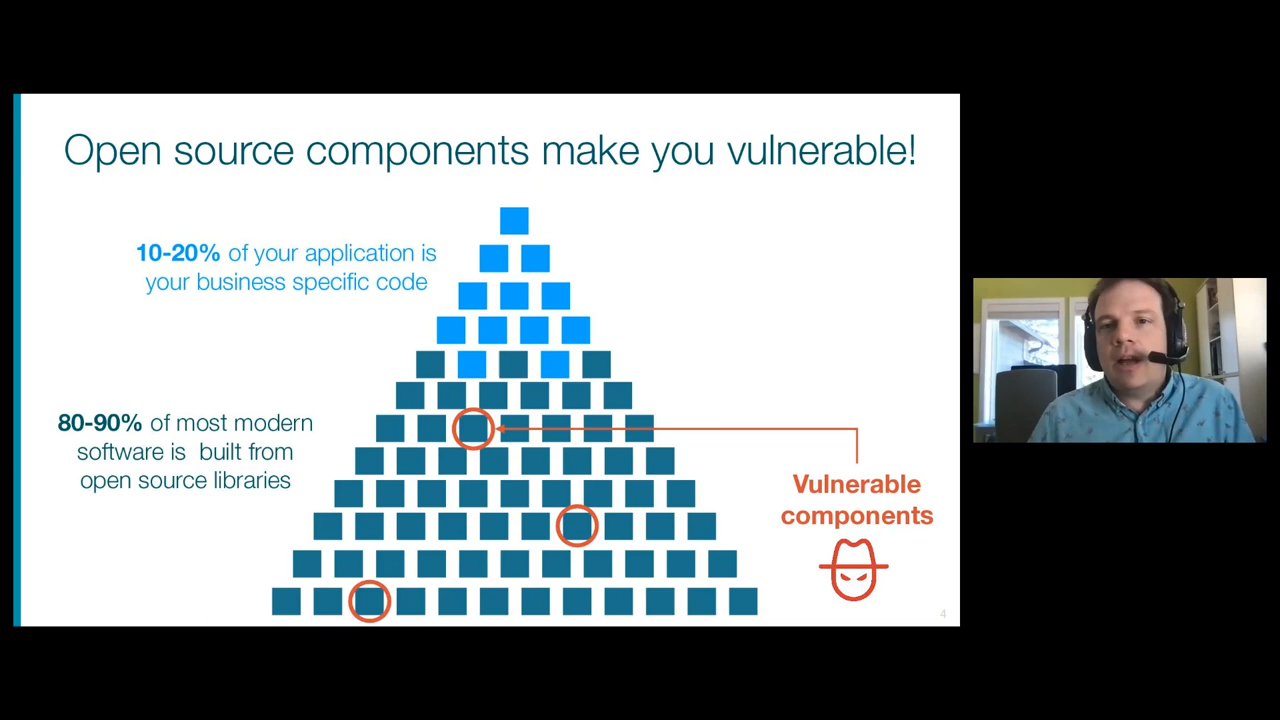 Open source components make you vulnerable!
10-20% of your application is
your business specific code
80-90% of most modern
software is built from
open source libraries
Vulnerable
components
4